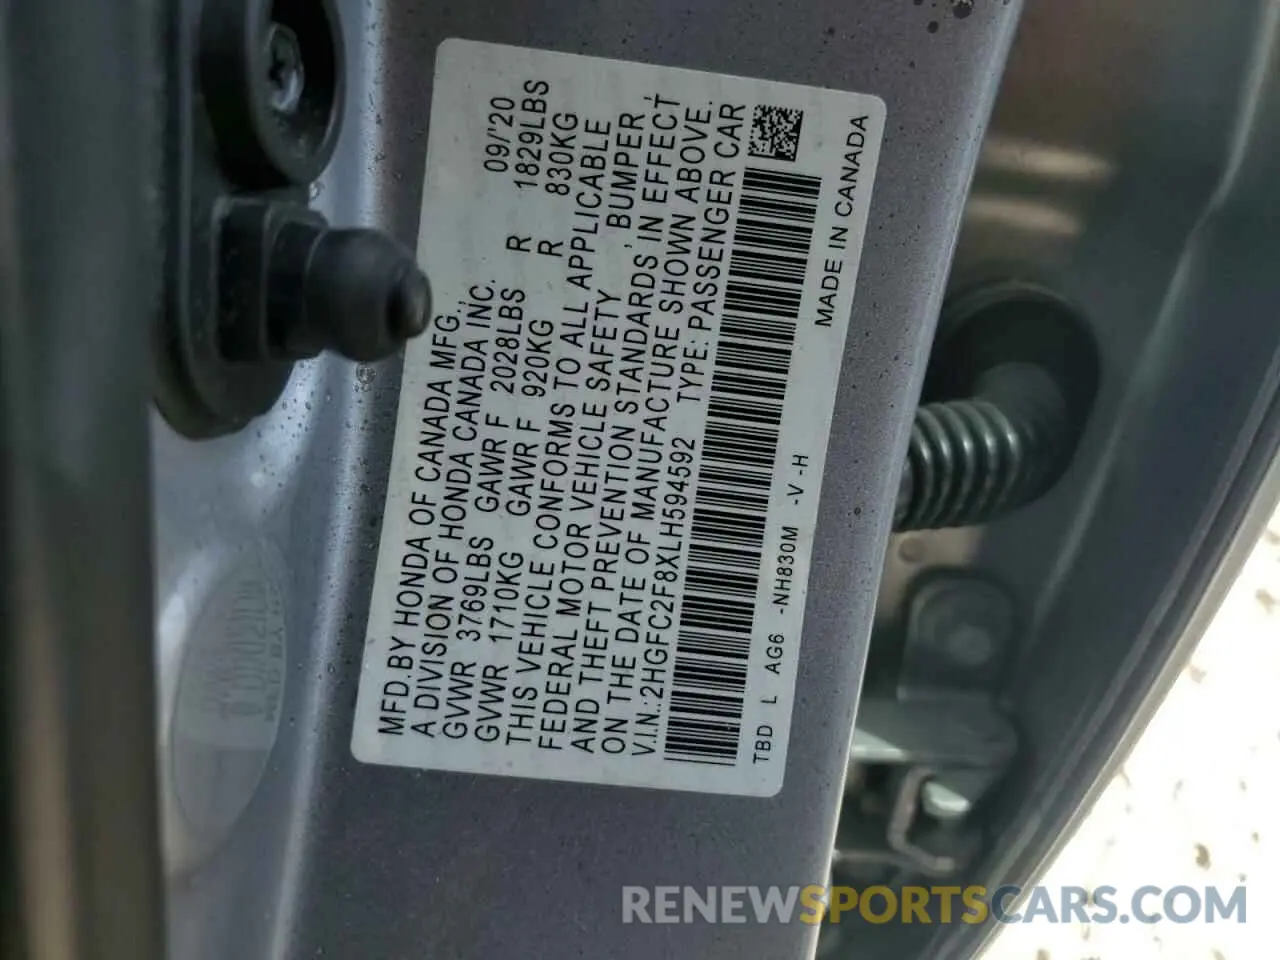 MFD.BY HONDA OF CANADA MFG.,
A DIVISION OF HONDA CANADA INC. 09/'20
GVWR 3769LBS GAWR F 2028LBS R 1829LBS
GVWR 1710KG GAWR F 920KG R 830KG
THIS VEHICLE CONFORMS TO ALL APPLICABLE
FEDERAL MOTOR VEHICLE SAFETY , BUMPER ,
AND THEFT PREVENTION STANDARDS IN EFFECT
ON THE DATE OF MANUFACTURE SHOWN ABOVE.
V.I.N.:2HGFC2F8XLH594592 TYPE: PASSENGER CAR
TBD L AG6 -NH830M -V -H MADE IN CANADA
RENEWSPORTSCARS.COM